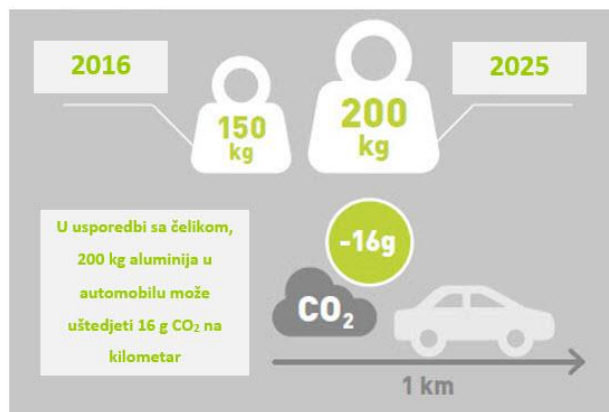 2016
2025
150
kg
200
kg
U usporedbi sa čelikom,
200 kg aluminija u
automobilu može
uštedjeti 16 g CO₂ na
kilometar
-16g
CO₂
1 km